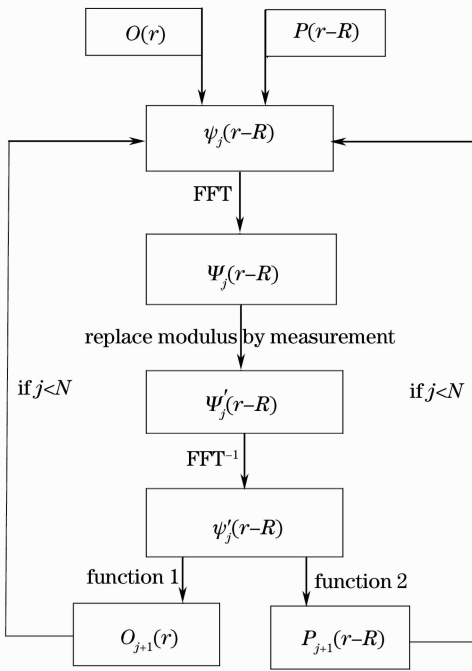 O(r)
P(r–R)
ψj(r–R)
FFT
Ψj(r–R)
replace modulus by measurement
if j<N
if j<N
Ψ′j(r–R)
FFT⁻¹
ψ′j(r–R)
function 1
function 2
Oj+1(r)
Pj+1(r–R)